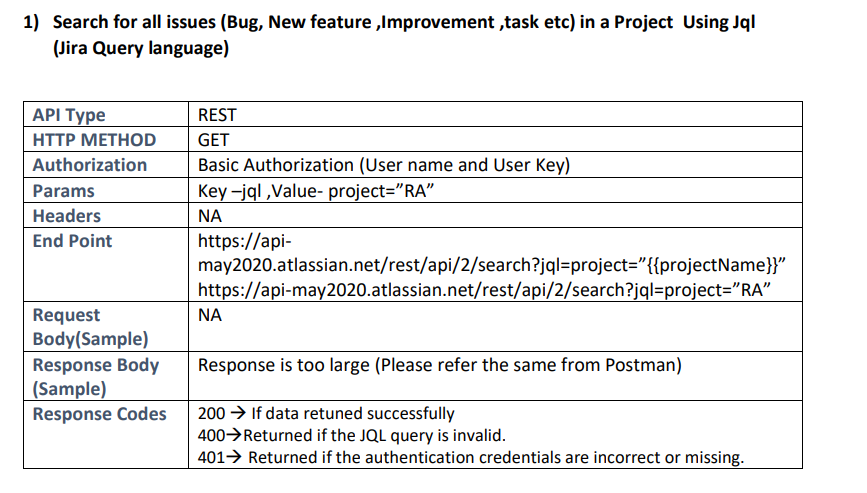 1) Search for all issues (Bug, New feature ,Improvement ,task etc) in a Project  Using Jql
(Jira Query language)
API Type REST
HTTP METHOD GET
Authorization Basic Authorization (User name and User Key)
Params Key –jql ,Value- project=”RA”
Headers NA
End Point https://api-
may2020.atlassian.net/rest/api/2/search?jql=project=”{{projectName}}”
https://api-may2020.atlassian.net/rest/api/2/search?jql=project=”RA”
Request NA
Body(Sample)
Response Body Response is too large (Please refer the same from Postman)
(Sample)
Response Codes 200 → If data retuned successfully
400→Returned if the JQL query is invalid.
401→ Returned if the authentication credentials are incorrect or missing.